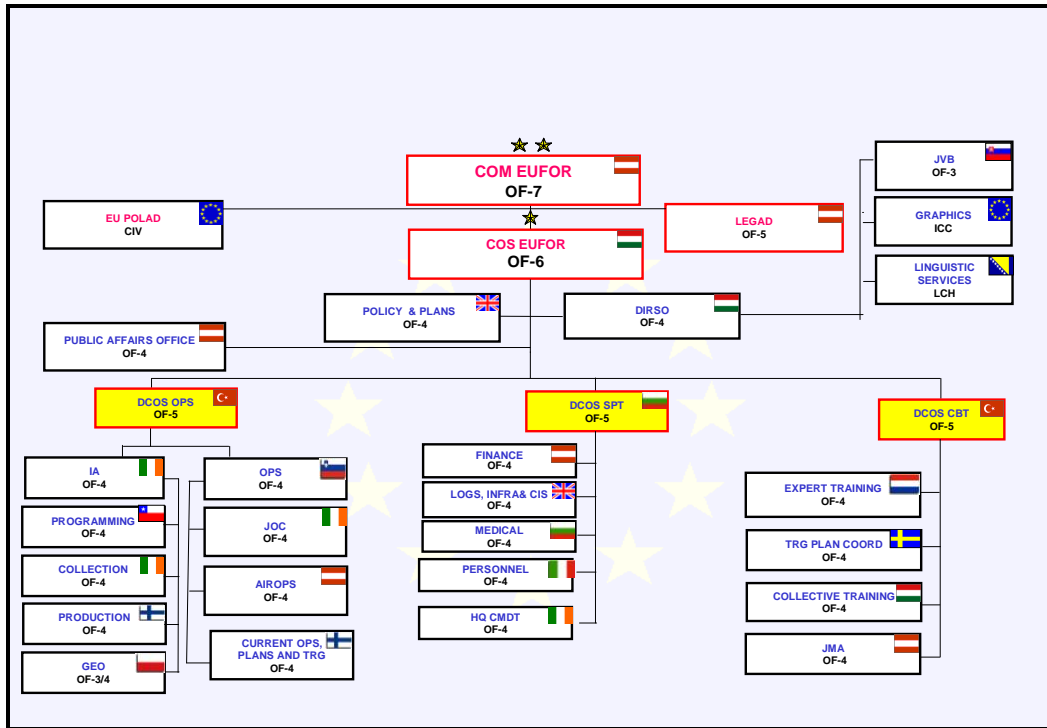 COM EUFOR
OF-7
JVB
OF-3
EU POLAD
CIV
LEGAD
OF-5
GRAPHICS
ICC
COS EUFOR
OF-6
LINGUISTIC
SERVICES
LCH
POLICY & PLANS
OF-4
DIRSO
OF-4
PUBLIC AFFAIRS OFFICE
OF-4
DCOS OPS
OF-5
DCOS SPT
OF-5
DCOS CBT
OF-5
IA
OF-4
PROGRAMMING
OF-4
COLLECTION
OF-4
PRODUCTION
OF-4
GEO
OF-3/4
OPS
OF-4
JOC
OF-4
AIROPS
OF-4
CURRENT OPS,
PLANS AND TRG
OF-4
FINANCE
OF-4
LOGS, INFRA& CIS
OF-4
MEDICAL
OF-4
PERSONNEL
OF-4
HQ CMDT
OF-4
EXPERT TRAINING
OF-4
TRG PLAN COORD
OF-4
COLLECTIVE TRAINING
OF-4
JMA
OF-4